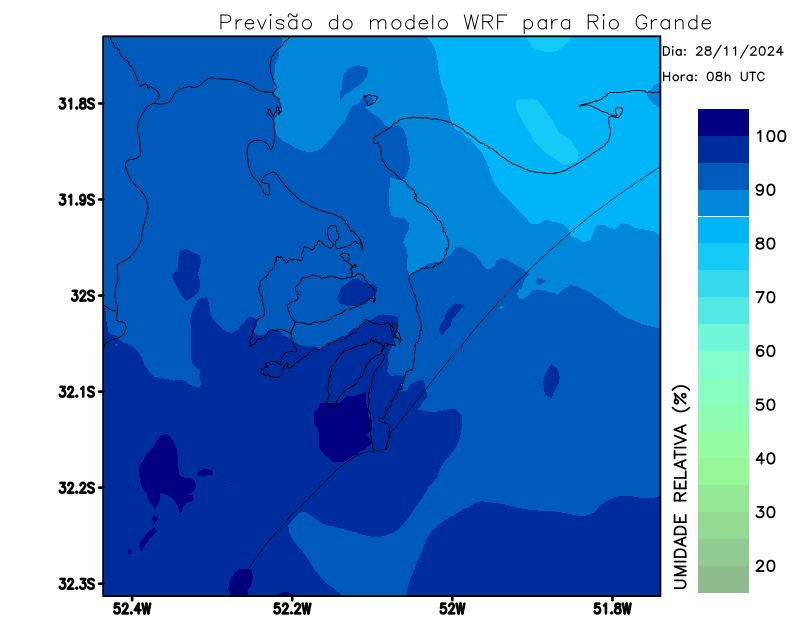 Previsão do modelo WRF para Rio Grande
Dia: 28/11/2024
Hora: 08h UTC
31.8S
31.9S
32S
32.1S
32.2S
32.3S
52.4W
52.2W
52W
51.8W
100
90
80
70
60
50
40
30
20
UMIDADE RELATIVA (%)